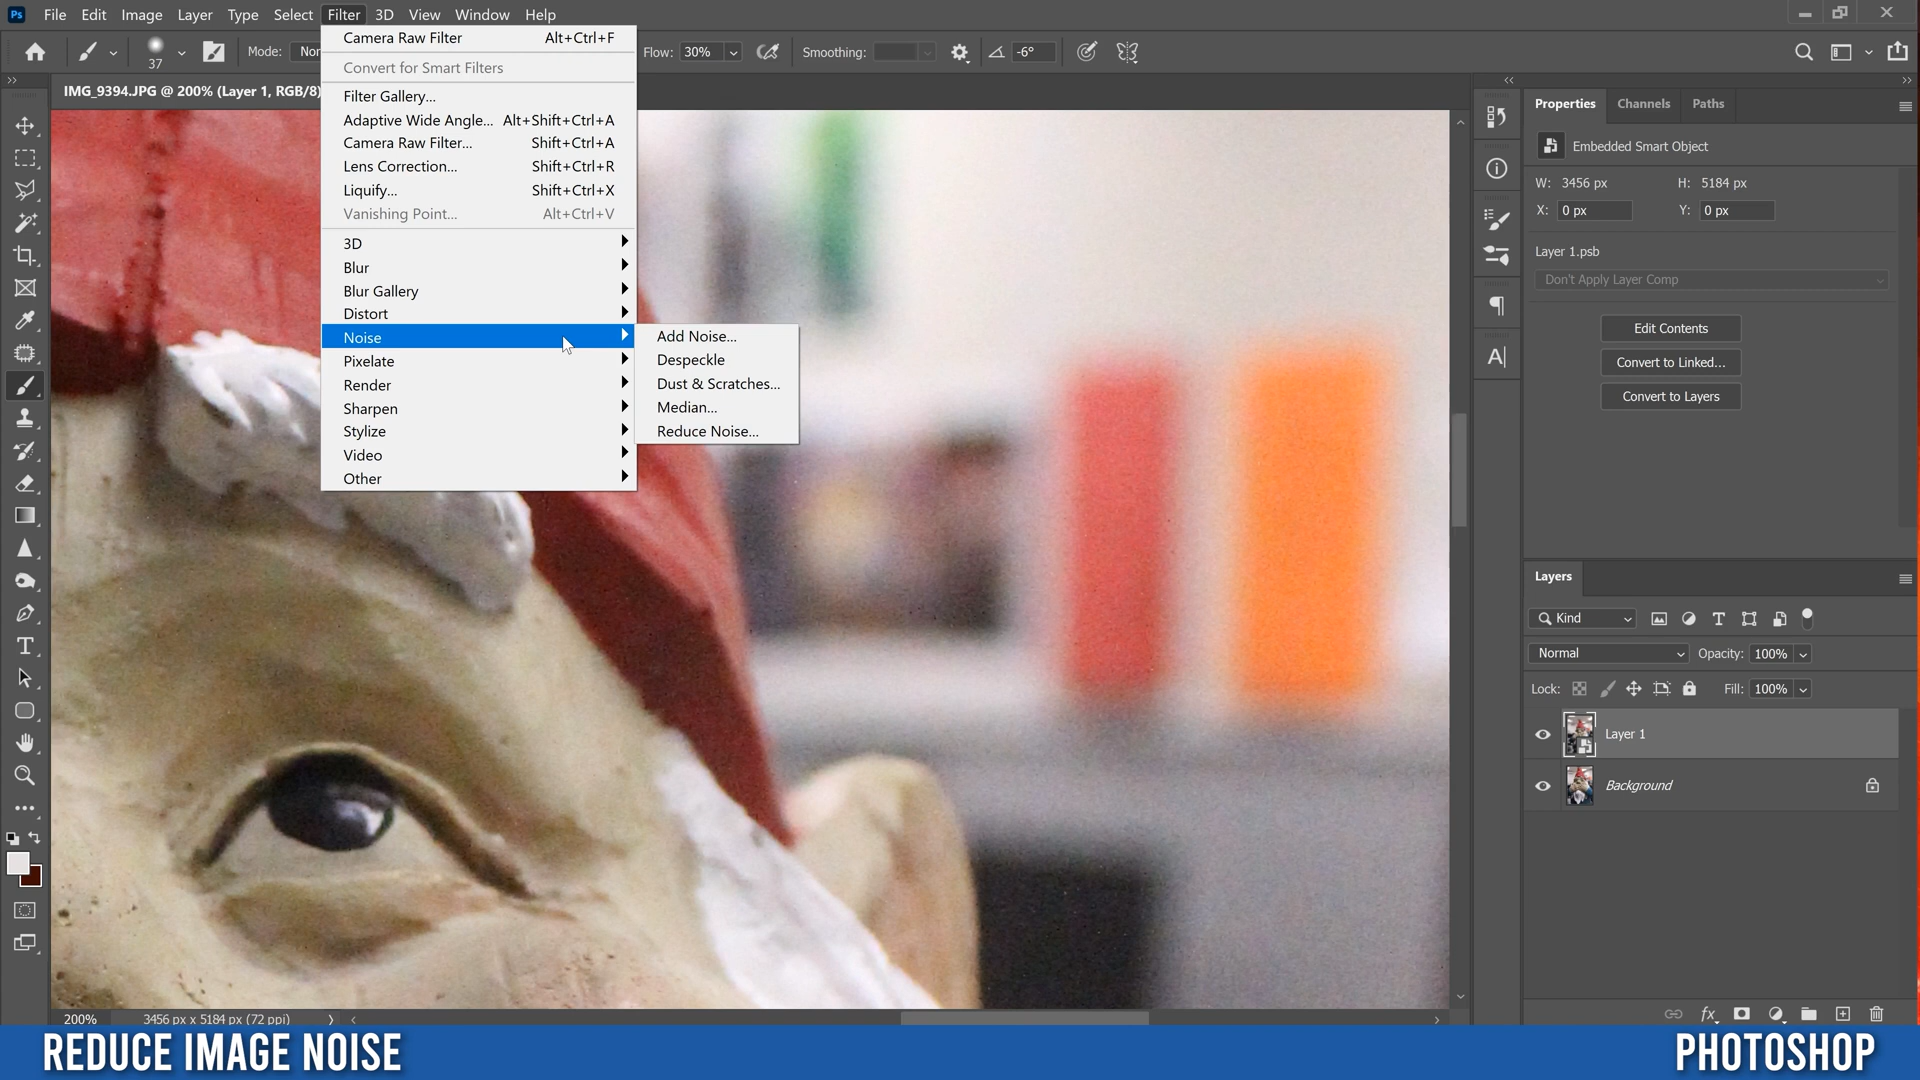 Ps File Edit Image Layer Type Select Filter 3D View Window Help
37 Mode: Nor Flow: 30% Smoothing: -6°
IMG_9394.JPG @ 200% (Layer 1, RGB/8)
Camera Raw Filter Alt+Ctrl+F
Convert for Smart Filters
Filter Gallery...
Adaptive Wide Angle... Alt+Shift+Ctrl+A
Camera Raw Filter... Shift+Ctrl+A
Lens Correction... Shift+Ctrl+R
Liquify... Shift+Ctrl+X
Vanishing Point... Alt+Ctrl+V
3D
Blur
Blur Gallery
Distort
Noise
Pixelate
Render
Sharpen
Stylize
Video
Other
Add Noise...
Despeckle
Dust & Scratches...
Median...
Reduce Noise...
Properties Channels Paths
Embedded Smart Object
W: 3456 px H: 5184 px
X: 0 px Y: 0 px
Layer 1.psb
Don't Apply Layer Comp
Edit Contents
Convert to Linked...
Convert to Layers
Layers
Kind
Normal Opacity: 100%
Lock: Fill: 100%
Layer 1
Background
fx
200% 3456 px x 5184 px (72 ppi)
REDUCE IMAGE NOISE
PHOTOSHOP